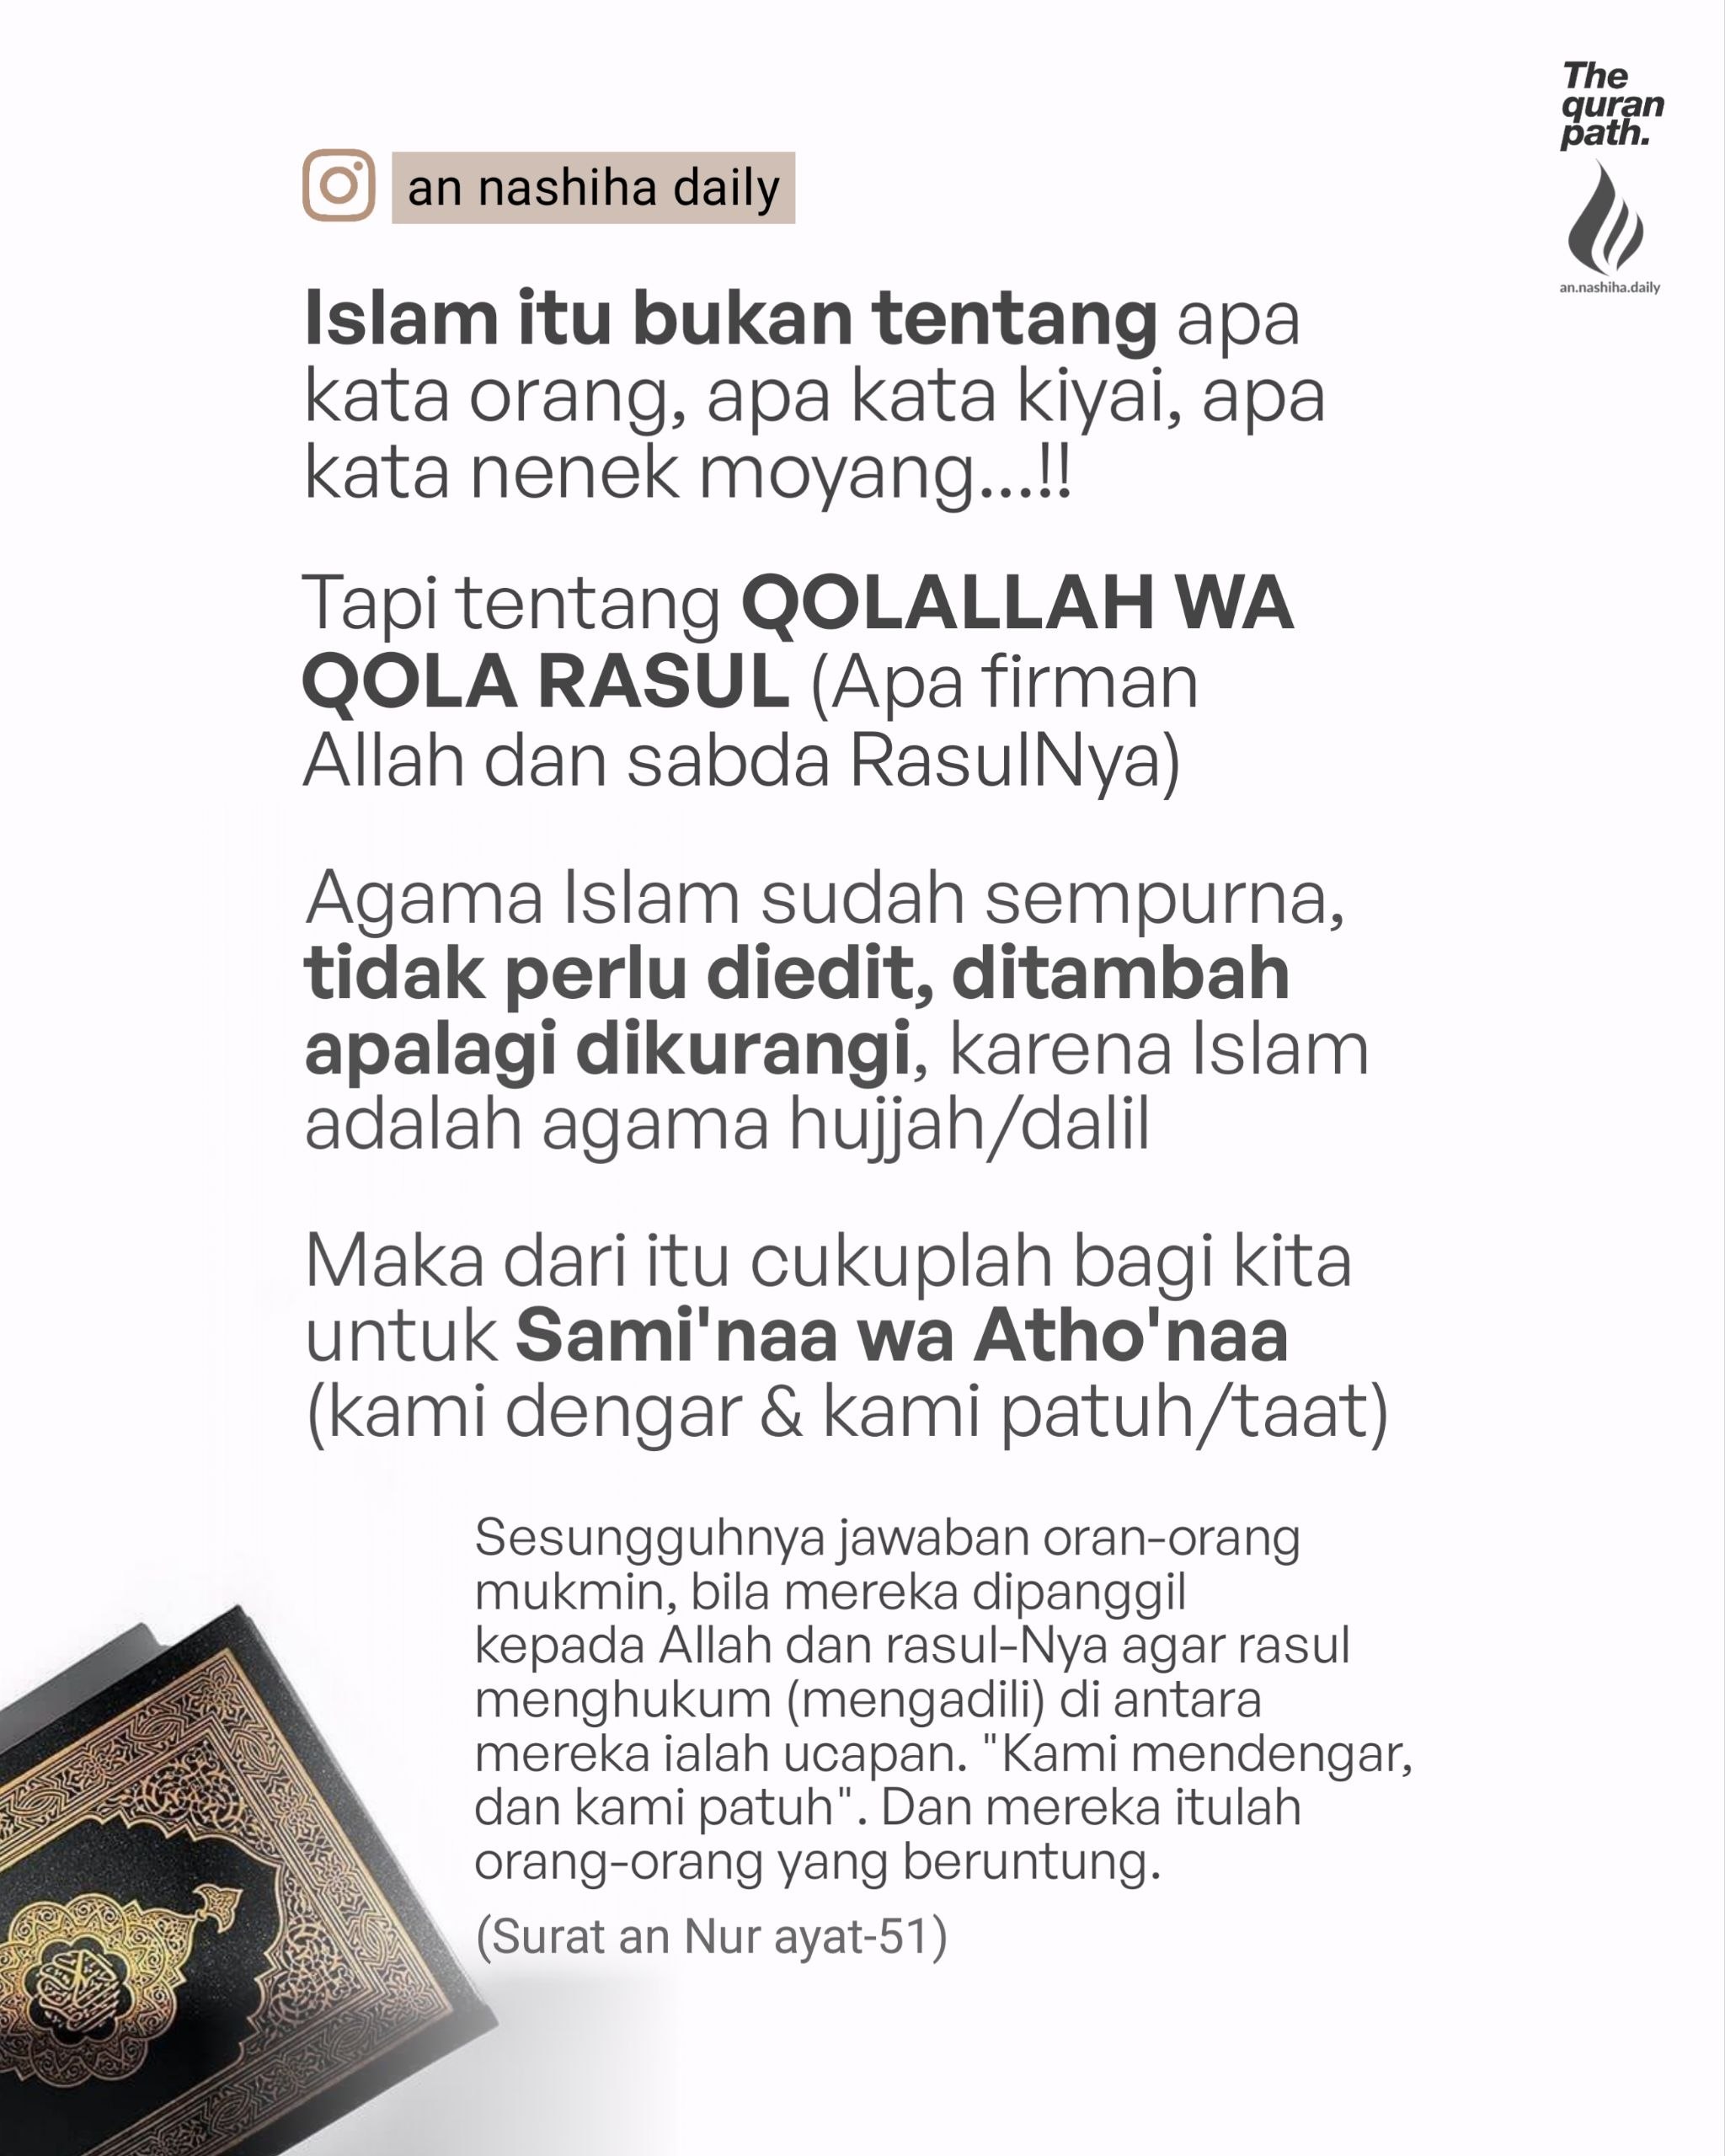 The
quran
path.
an.nashiha.daily
an nashiha daily
Islam itu bukan tentang apa
kata orang, apa kata kiyai, apa
kata nenek moyang...!!
Tapi tentang QOLALLAH WA
QOLA RASUL (Apa firman
Allah dan sabda RasulNya)
Agama Islam sudah sempurna,
tidak perlu diedit, ditambah
apalagi dikurangi, karena Islam
adalah agama hujjah/dalil
Maka dari itu cukuplah bagi kita
untuk Sami'naa wa Atho'naa
(kami dengar & kami patuh/taat)
Sesungguhnya jawaban oran-orang
mukmin, bila mereka dipanggil
kepada Allah dan rasul-Nya agar rasul
menghukum (mengadili) di antara
mereka ialah ucapan. "Kami mendengar,
dan kami patuh". Dan mereka itulah
orang-orang yang beruntung.
(Surat an Nur ayat-51)